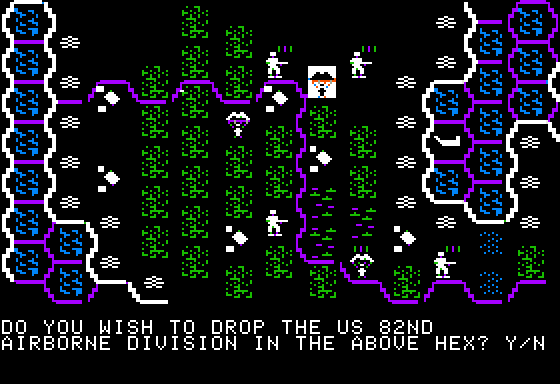 DO YOU WISH TO DROP THE US 82ND
AIRBORNE DIVISION IN THE ABOVE HEX? Y/N